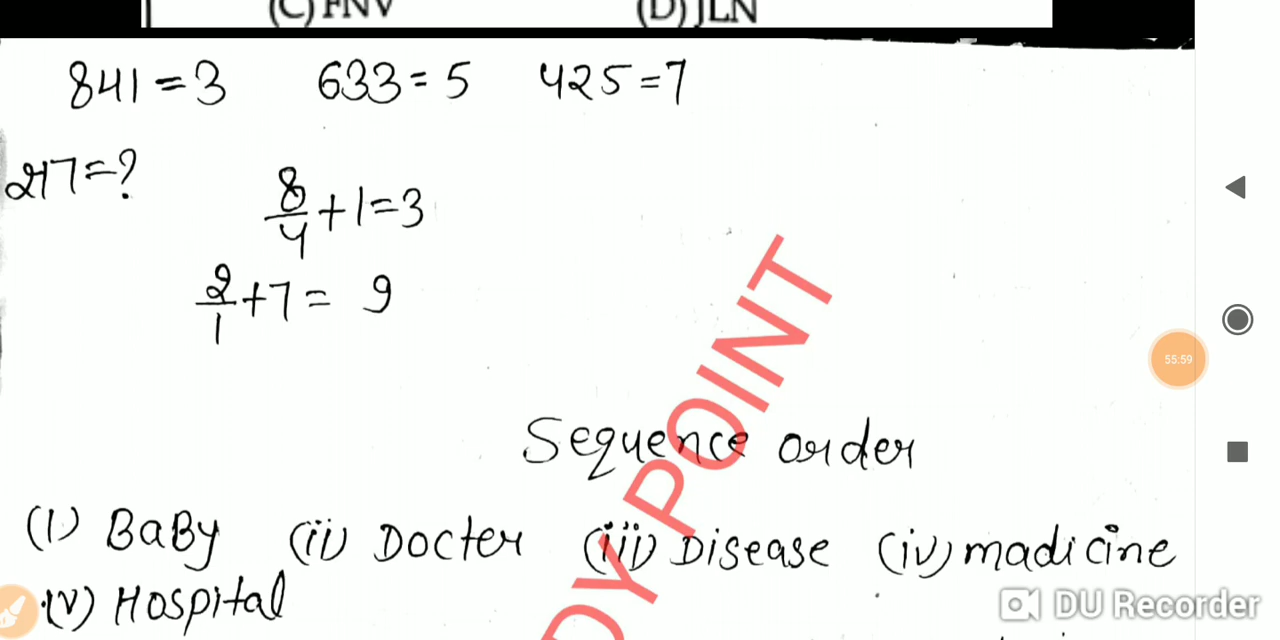 (C) FNV (D) JLN
841 = 3 633 = 5 425 = 7
217 = ?
8/4 + 1 = 3
2/1 + 7 = 9
Sequence order
(I) BaBy (ii) Docter (iii) Disease (iv) madicine
(V) Hospital
DY POINT
55:59
DU Recorder